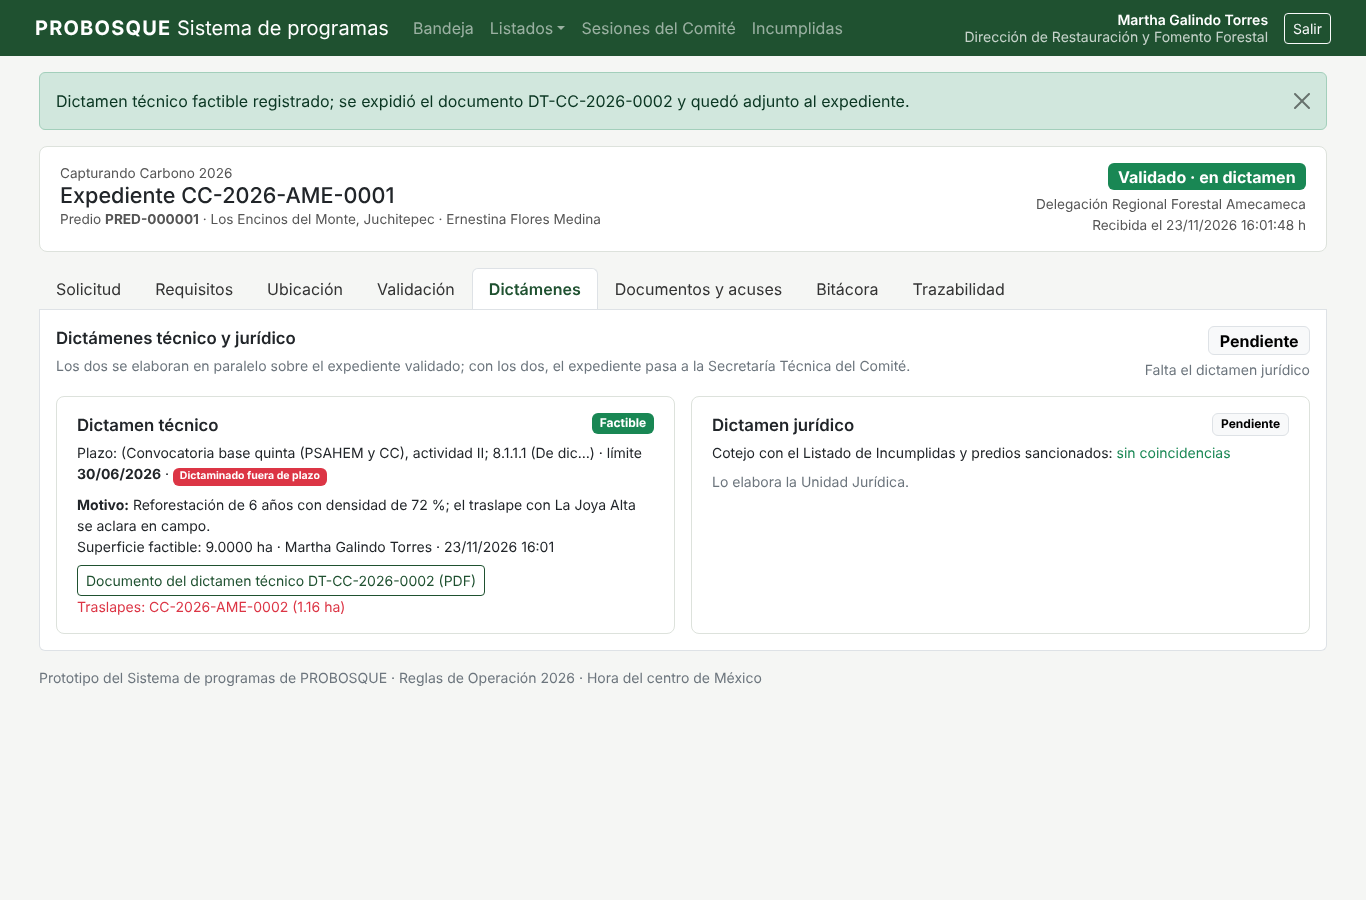 PROBOSQUE Sistema de programas
Bandeja
Listados
Sesiones del Comité
Incumplidas
Martha Galindo Torres
Dirección de Restauración y Fomento Forestal
Salir
Dictamen técnico factible registrado; se expidió el documento DT-CC-2026-0002 y quedó adjunto al expediente.
Capturando Carbono 2026
Expediente CC-2026-AME-0001
Predio PRED-000001 · Los Encinos del Monte, Juchitepec · Ernestina Flores Medina
Validado · en dictamen
Delegación Regional Forestal Amecameca
Recibida el 23/11/2026 16:01:48 h
Solicitud
Requisitos
Ubicación
Validación
Dictámenes
Documentos y acuses
Bitácora
Trazabilidad
Dictámenes técnico y jurídico
Los dos se elaboran en paralelo sobre el expediente validado; con los dos, el expediente pasa a la Secretaría Técnica del Comité.
Pendiente
Falta el dictamen jurídico
Dictamen técnico
Factible
Plazo: (Convocatoria base quinta (PSAHEM y CC), actividad II; 8.1.1.1 (De dic...) · límite
30/06/2026 · Dictaminado fuera de plazo
Motivo: Reforestación de 6 años con densidad de 72 %; el traslape con La Joya Alta
se aclara en campo.
Superficie factible: 9.0000 ha · Martha Galindo Torres · 23/11/2026 16:01
Documento del dictamen técnico DT-CC-2026-0002 (PDF)
Traslapes: CC-2026-AME-0002 (1.16 ha)
Dictamen jurídico
Pendiente
Cotejo con el Listado de Incumplidas y predios sancionados: sin coincidencias
Lo elabora la Unidad Jurídica.
Prototipo del Sistema de programas de PROBOSQUE · Reglas de Operación 2026 · Hora del centro de México